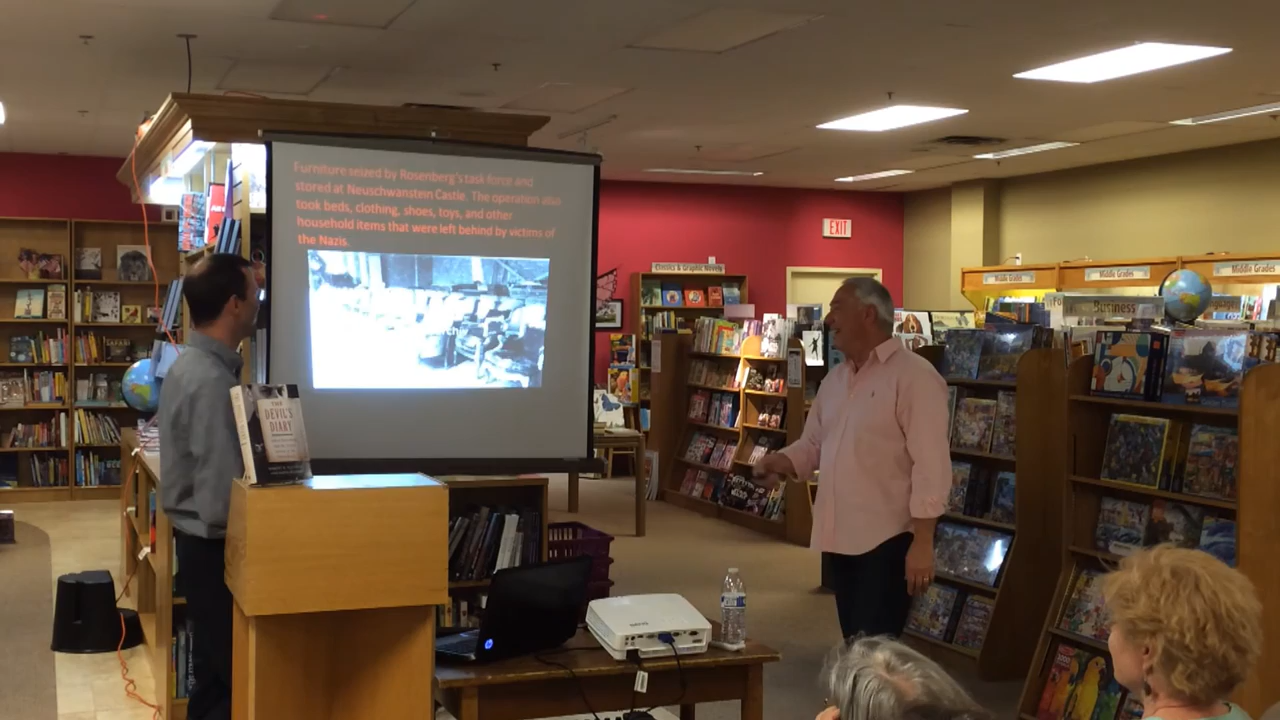 Furniture seized by Rosenberg's task force and
stored at Neuschwanstein Castle. The operation also
took beds, clothing, shoes, toys, and other
household items that were left behind by victims of
the Nazis.
EXIT
Classics & Graphic Novels
Middle Grades
Middle Grades
Middle Grades
Business
THE
DEVIL'S
DIARY